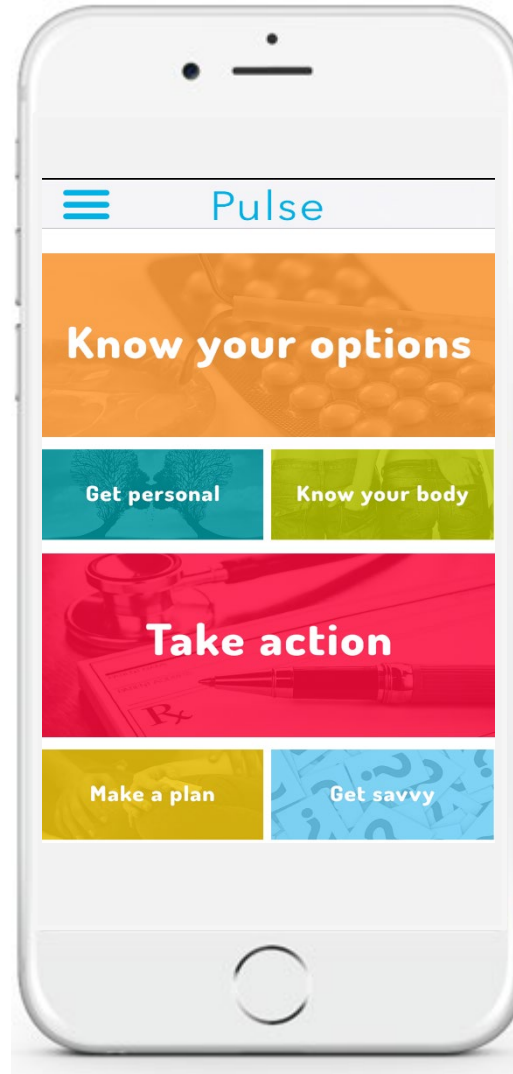 Pulse
Know your options
Get personal
Know your body
Take action
Rx
Make a plan
Get savvy